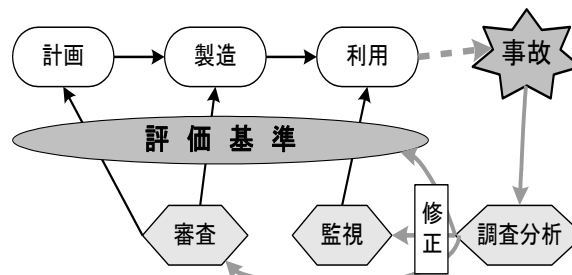 計画
製造
利用
事故
評価基準
審査
監視
修正
調査分析